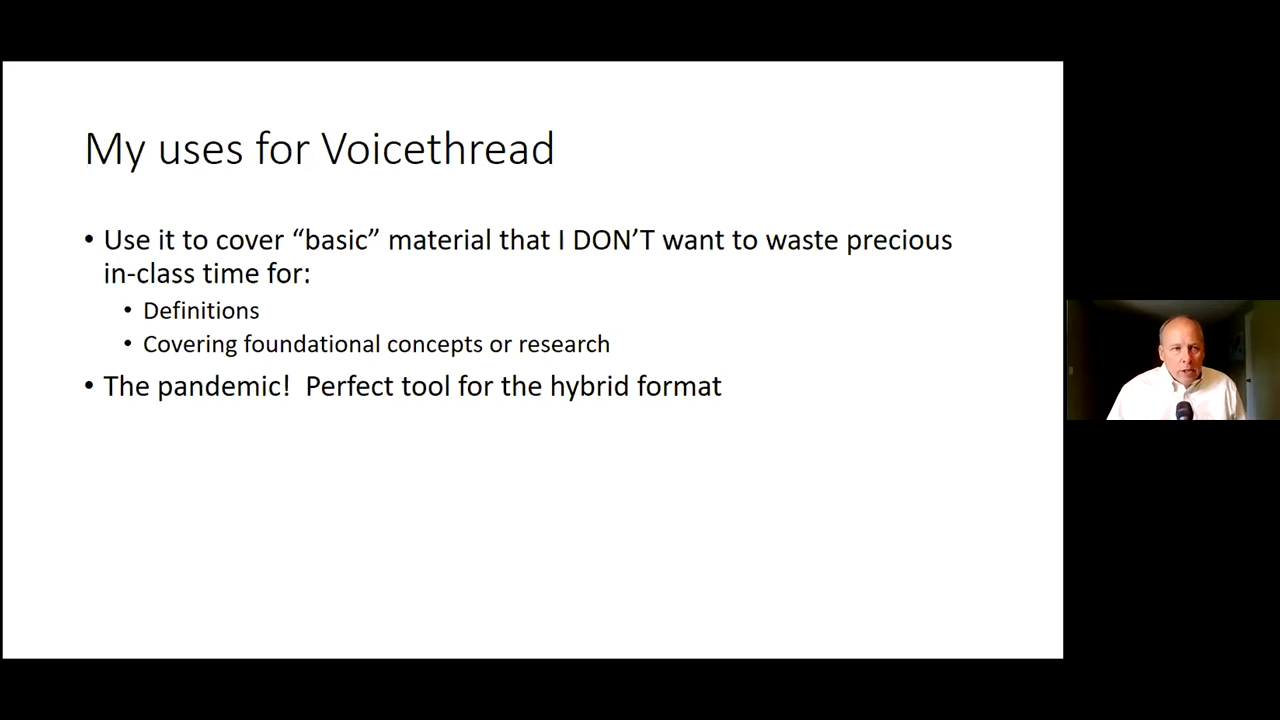 My uses for Voicethread
• Use it to cover “basic” material that I DON’T want to waste precious
in-class time for:
• Definitions
• Covering foundational concepts or research
• The pandemic!  Perfect tool for the hybrid format